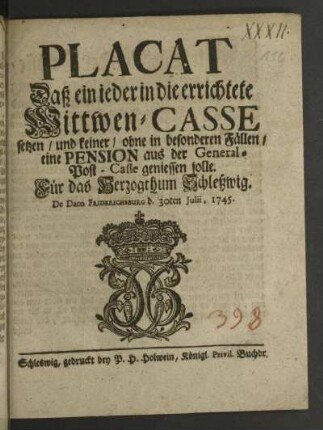 XXXII.
116.
PLACAT
Daß ein ieder in die errichtete
Wittwen-CASSE
setzen / und keiner / ohne in besonderen Fällen /
eine PENSION aus der General-
Post-Casse geniessen solle.
Für das Herzogthum Schleßwig.
De Dato FRIDERICHSBURG d. 30ten Julii, 1745.
398
Schleswig, gedruckt bey P. P. Holwein, Königl. Privil. Buchdr.